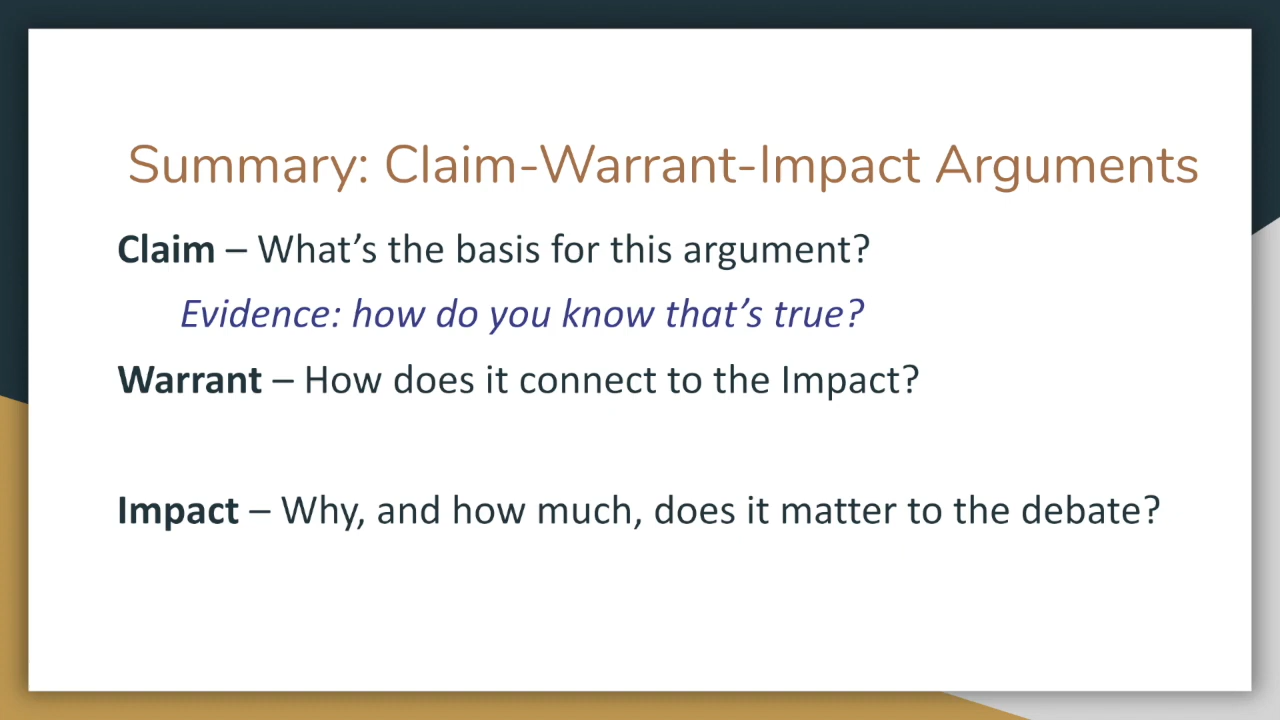 Summary: Claim-Warrant-Impact Arguments
Claim – What’s the basis for this argument?
Evidence: how do you know that’s true?
Warrant – How does it connect to the Impact?
Impact – Why, and how much, does it matter to the debate?